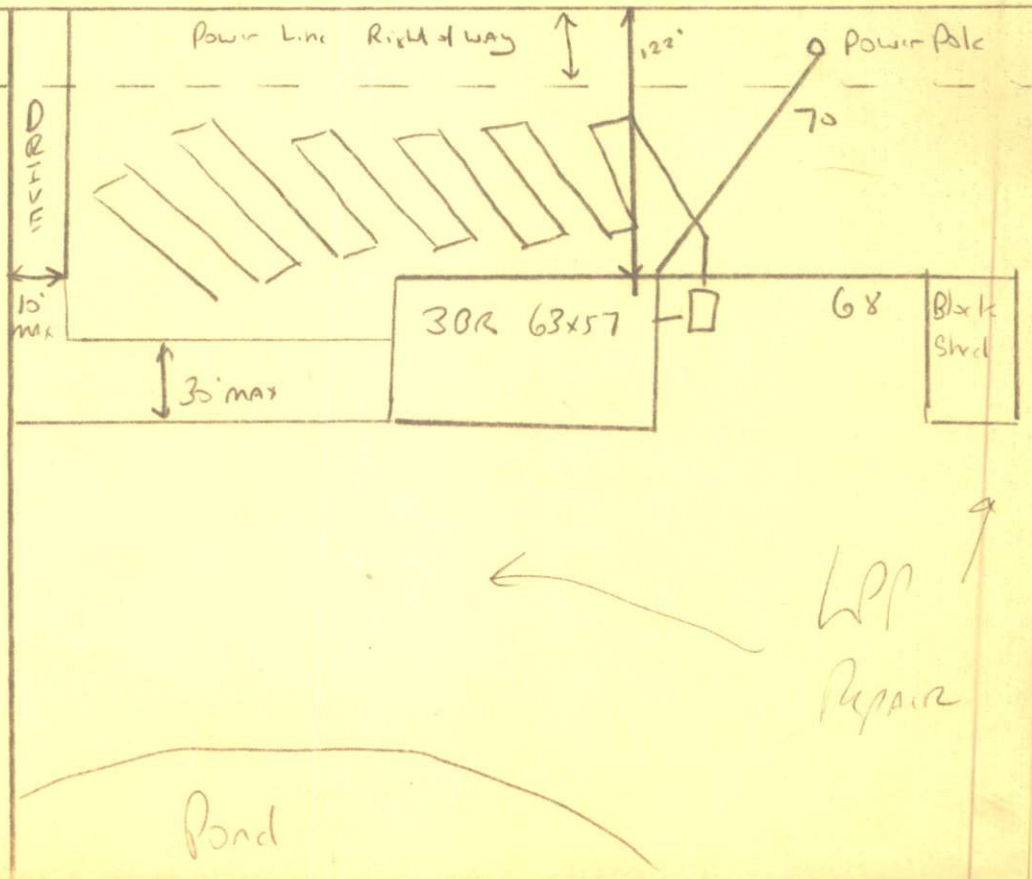 Power Line Right of WAY
122'
Power Pole
DRIVE
70
10'
MAX
3BR 63x57
68
Block
Shed
30' MAX
LPP
Repair
Pond